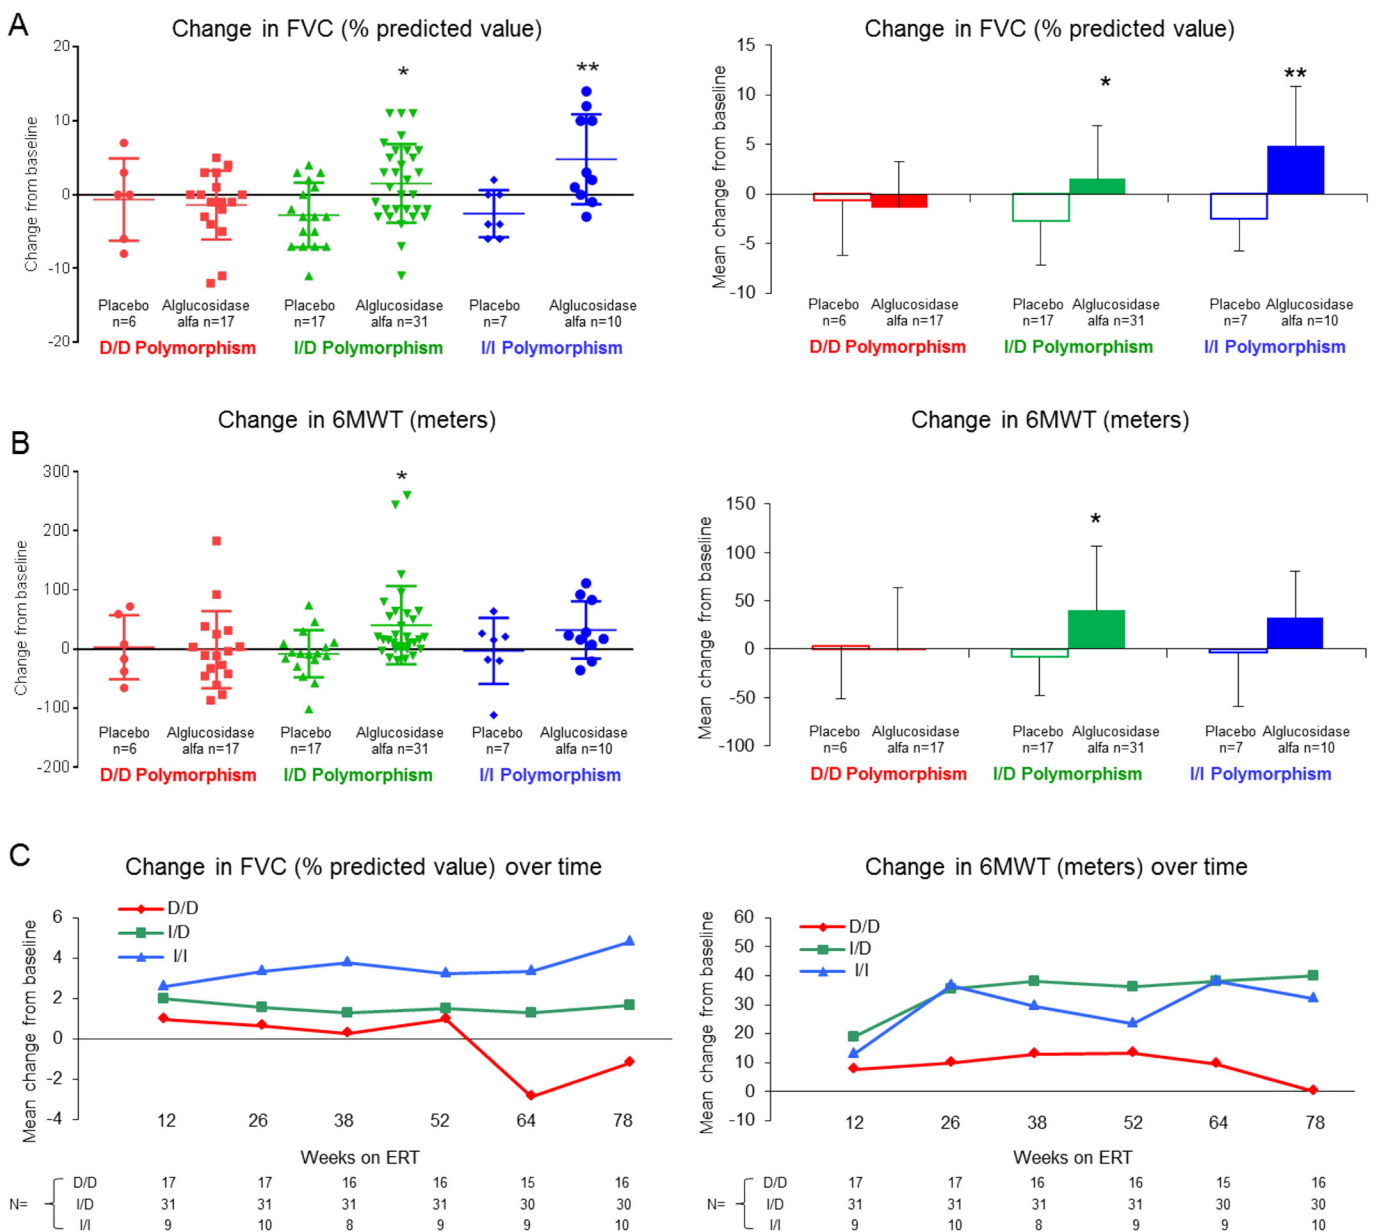 A
Change in FVC (% predicted value)
Change from baseline
20
10
0
-10
-20
*
**
Placebo
n=6
Alglucosidase
alfa n=17
Placebo
n=17
Alglucosidase
alfa n=31
Placebo
n=7
Alglucosidase
alfa n=10
D/D Polymorphism
I/D Polymorphism
I/I Polymorphism
Change in FVC (% predicted value)
Mean change from baseline
15
10
5
0
-5
-10
*
**
Placebo
n=6
Alglucosidase
alfa n=17
Placebo
n=17
Alglucosidase
alfa n=31
Placebo
n=7
Alglucosidase
alfa n=10
D/D Polymorphism
I/D Polymorphism
I/I Polymorphism
B
Change in 6MWT (meters)
Change from baseline
300
200
100
0
-100
-200
*
Placebo
n=6
Alglucosidase
alfa n=17
Placebo
n=17
Alglucosidase
alfa n=31
Placebo
n=7
Alglucosidase
alfa n=10
D/D Polymorphism
I/D Polymorphism
I/I Polymorphism
Change in 6MWT (meters)
Mean change from baseline
150
100
50
0
-50
-100
*
Placebo
n=6
Alglucosidase
alfa n=17
Placebo
n=17
Alglucosidase
alfa n=31
Placebo
n=7
Alglucosidase
alfa n=10
D/D Polymorphism
I/D Polymorphism
I/I Polymorphism
C
Change in FVC (% predicted value) over time
Mean change from baseline
6
4
2
0
-2
-4
D/D
I/D
I/I
12 26 38 52 64 78
Weeks on ERT
N=
D/D 17 17 16 16 15 16
I/D 31 31 31 31 30 30
I/I 9 10 8 9 9 10
Change in 6MWT (meters) over time
Mean change from baseline
60
50
40
30
20
10
0
-10
D/D
I/D
I/I
12 26 38 52 64 78
Weeks on ERT
N=
D/D 17 17 16 16 15 16
I/D 31 31 31 31 30 30
I/I 9 10 8 9 9 10